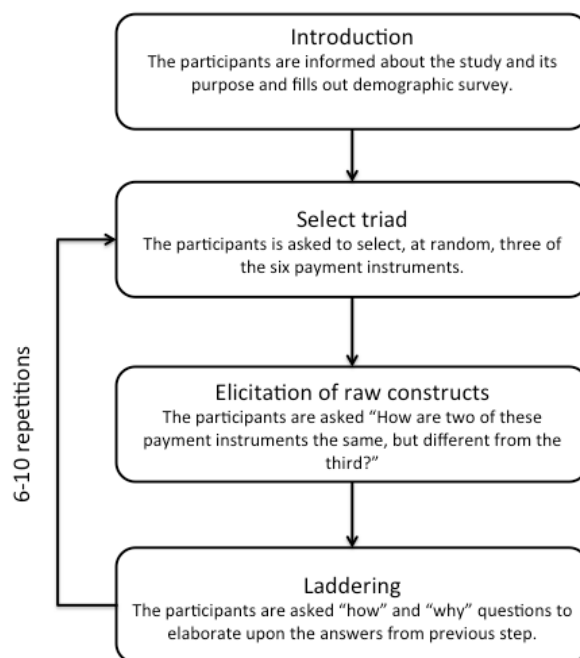 Introduction
The participants are informed about the study and its
purpose and fills out demographic survey.
Select triad
The participants is asked to select, at random, three of
the six payment instruments.
6-10 repetitions
Elicitation of raw constructs
The participants are asked “How are two of these
payment instruments the same, but different from the
third?”
Laddering
The participants are asked “how” and “why” questions to
elaborate upon the answers from previous step.